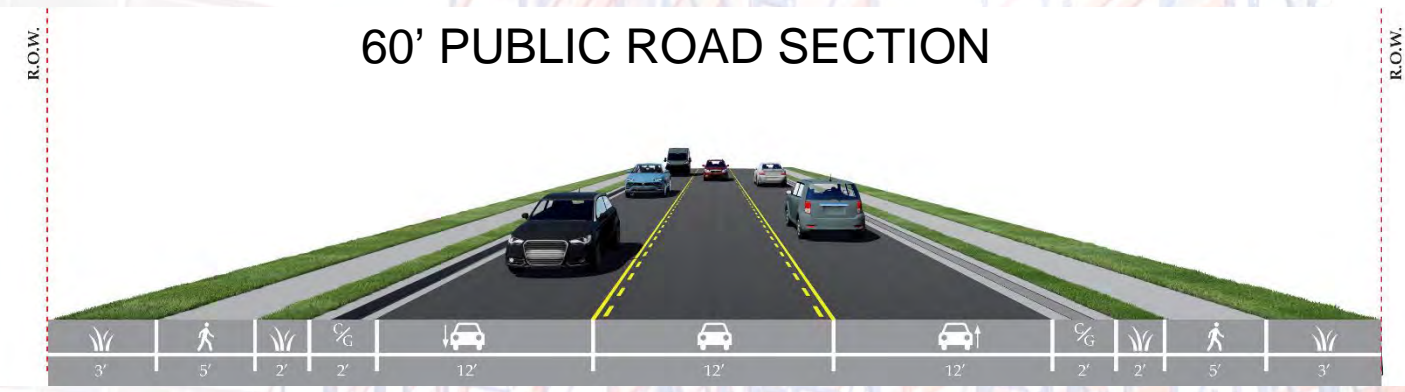 60' PUBLIC ROAD SECTION
R.O.W.
R.O.W.
C/G
C/G
3' 5' 2' 2' 12' 12' 12' 2' 2' 5' 3'